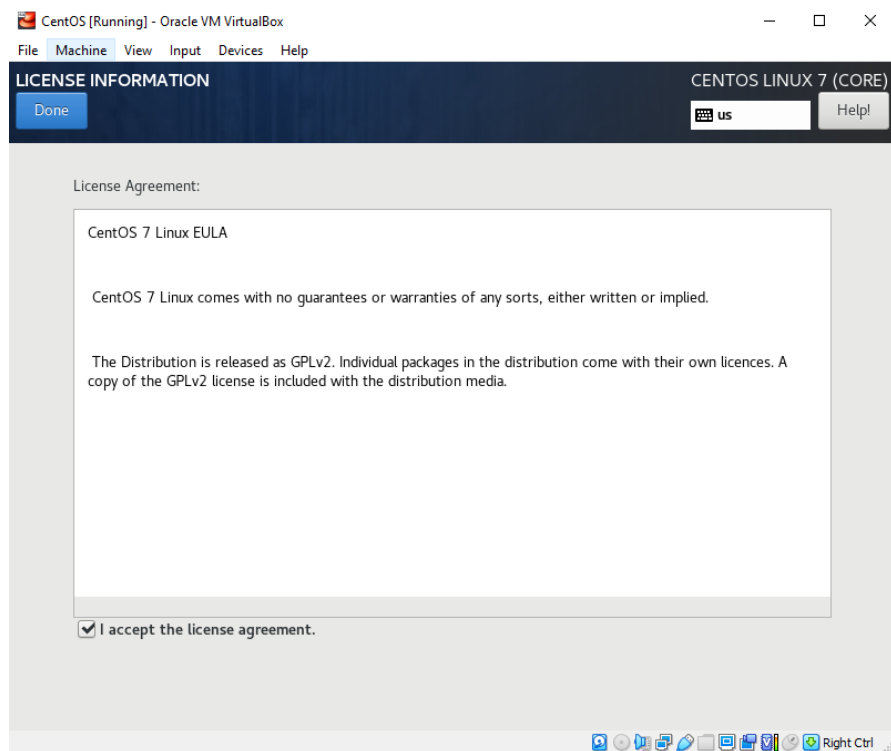 CentOS [Running] - Oracle VM VirtualBox
File Machine View Input Devices Help
LICENSE INFORMATION
CENTOS LINUX 7 (CORE)
Done
us
Help!
License Agreement:
CentOS 7 Linux EULA
CentOS 7 Linux comes with no guarantees or warranties of any sorts, either written or implied.
The Distribution is released as GPLv2. Individual packages in the distribution come with their own licences. A
copy of the GPLv2 license is included with the distribution media.
I accept the license agreement.
Right Ctrl